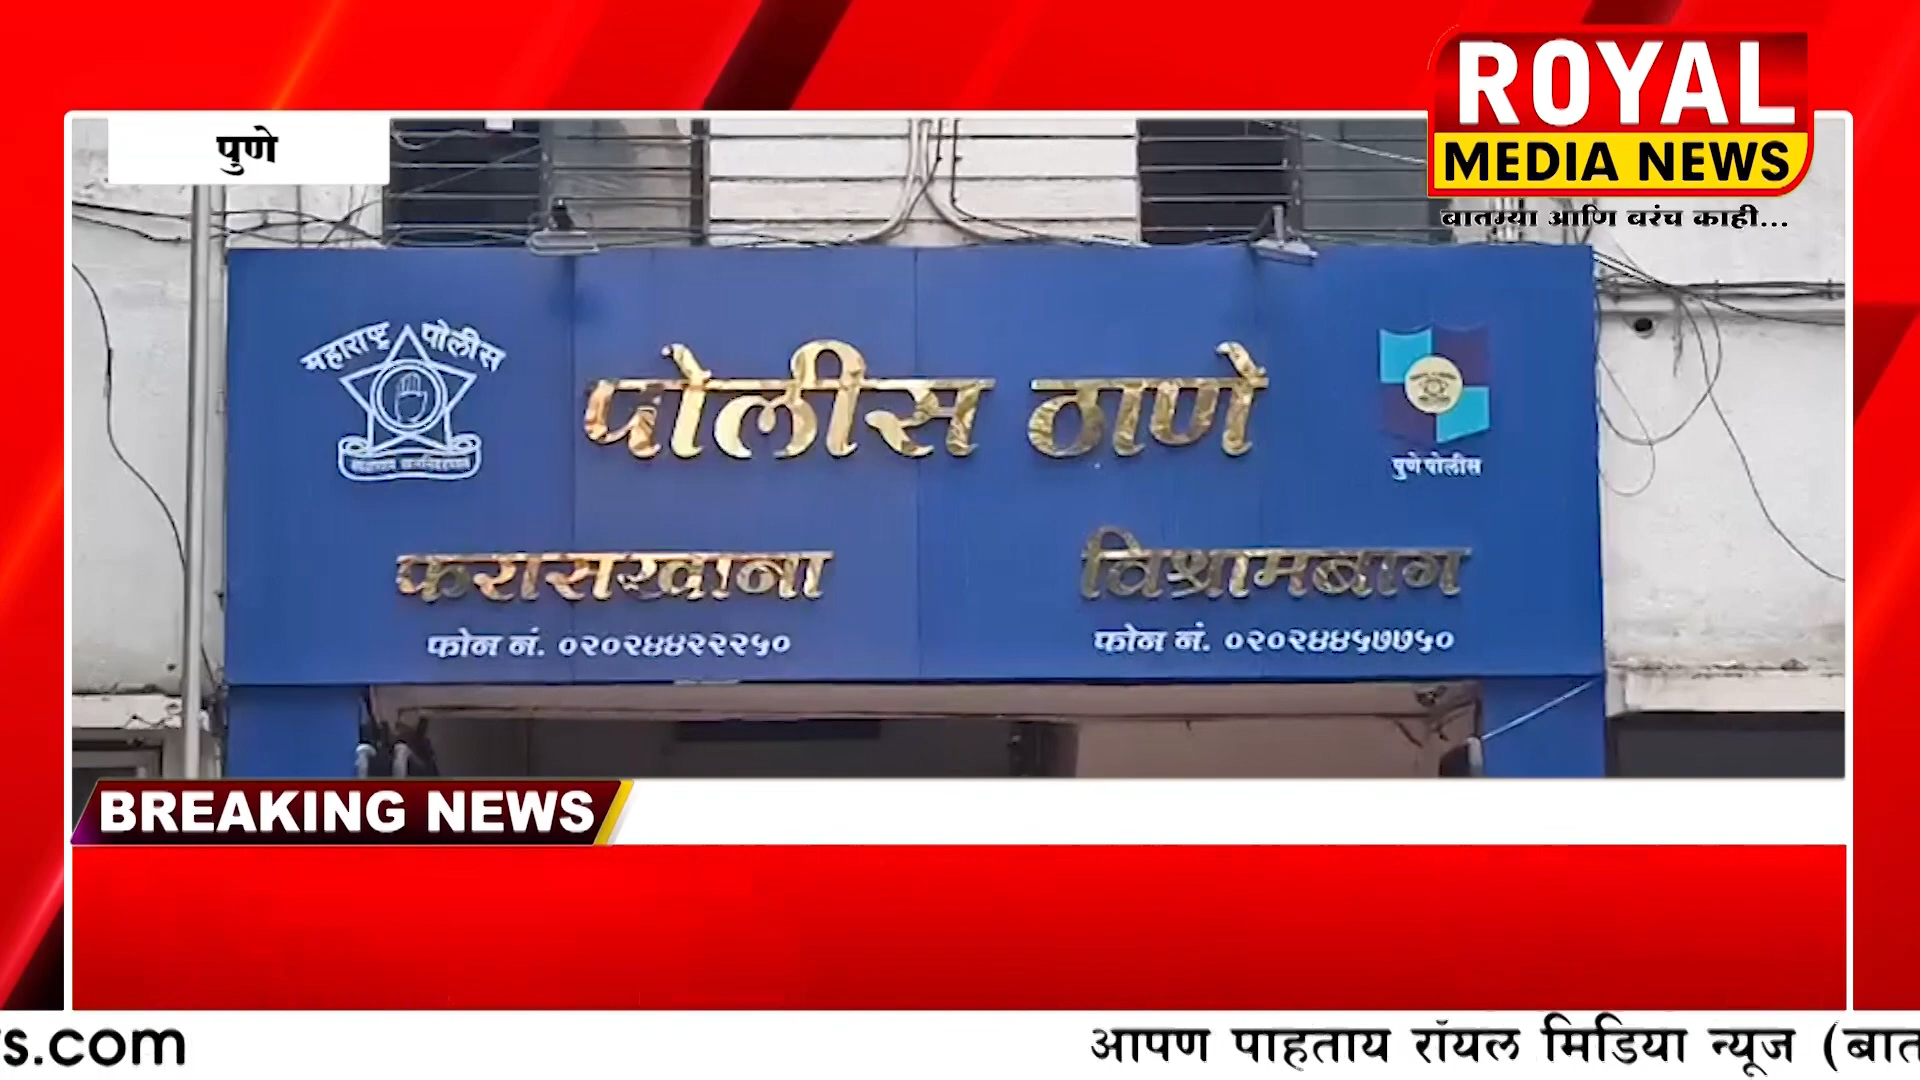 ROYAL
MEDIA NEWS
बातम्या आणि बरंच काही...
पुणे
महाराष्ट्र पोलीस
पोलीस ठाणे
पुणे पोलीस
फरासखाना
विश्रामबाग
फोन नं. ०२०२४४२२२५०
फोन नं. ०२०२४४५७७५०
BREAKING NEWS
s.com
आपण पाहताय रॉयल मिडिया न्यूज (बात